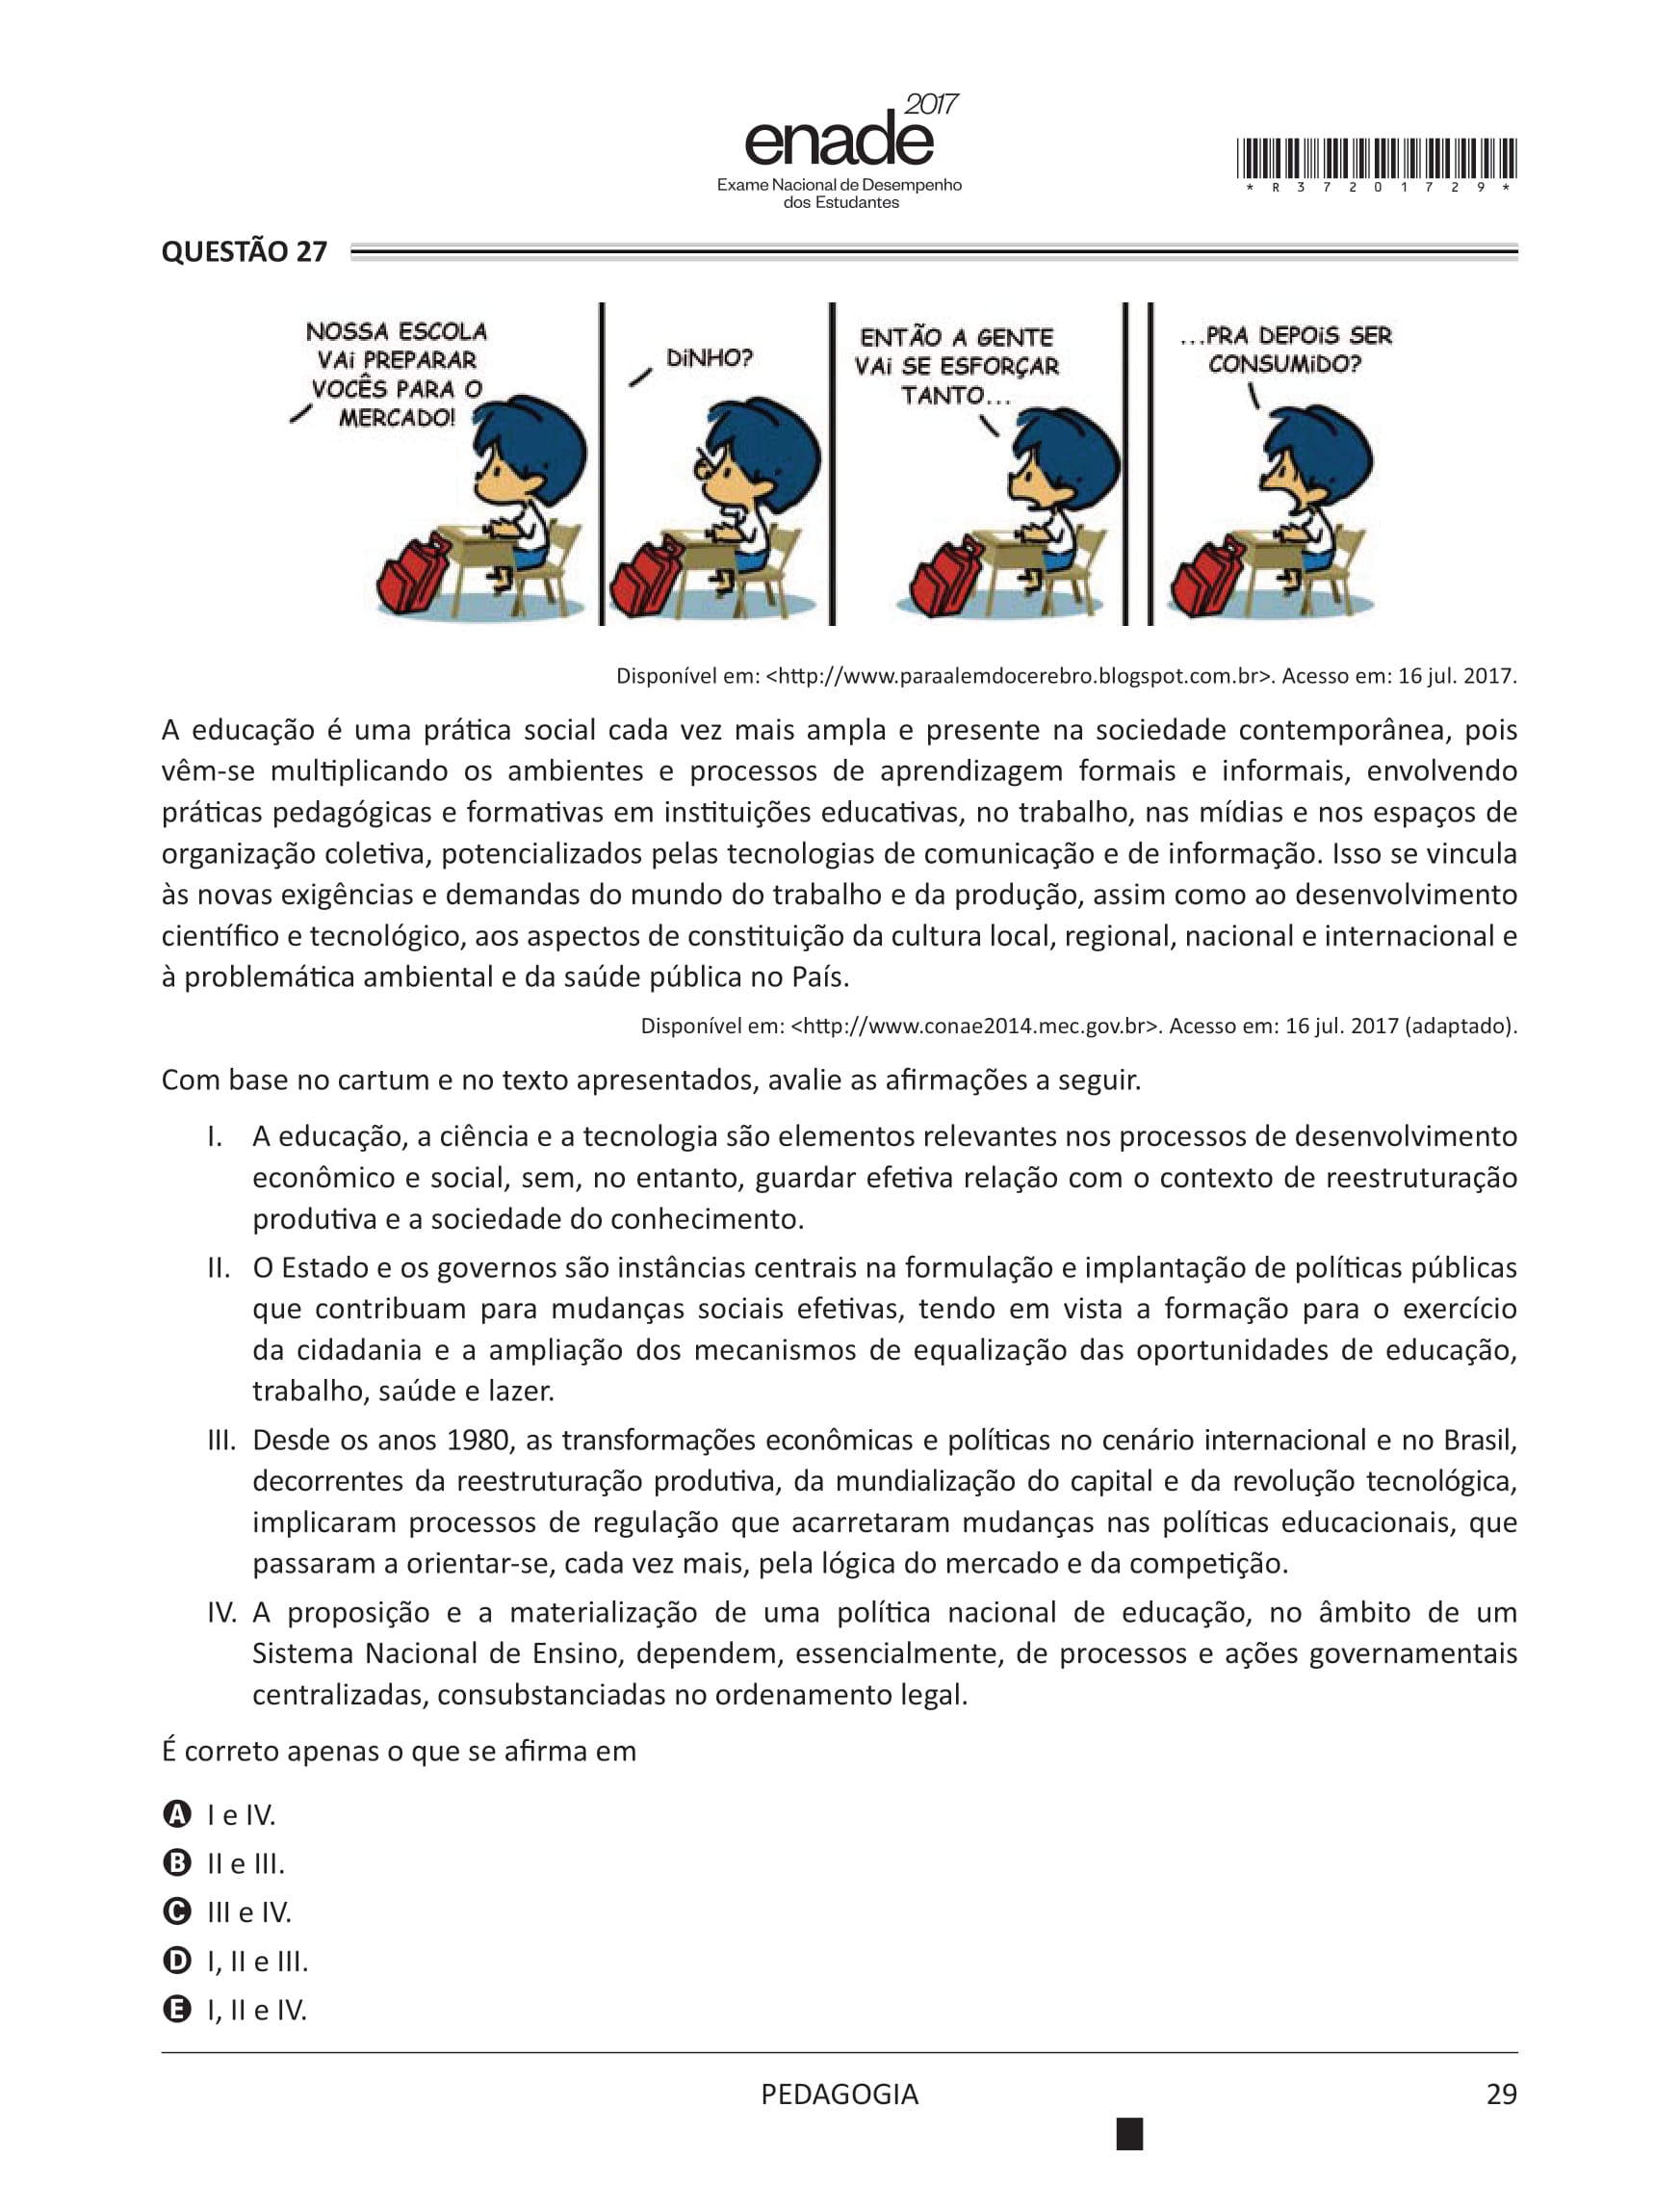 2017
enade
Exame Nacional de Desempenho
dos Estudantes
* R 3 7 2 0 1 7 2 9 *
QUESTÃO 27
NOSSA ESCOLA
VAi PREPARAR
VOCÊS PARA O
MERCADO!
DiNHO?
ENTÃO A GENTE
VAi SE ESFORÇAR
TANTO...
...PRA DEPOiS SER
CONSUMiDO?
Disponível em: <http://www.paraalemdocerebro.blogspot.com.br>. Acesso em: 16 jul. 2017.
A educação é uma prática social cada vez mais ampla e presente na sociedade contemporânea, pois
vêm-se multiplicando os ambientes e processos de aprendizagem formais e informais, envolvendo
práticas pedagógicas e formativas em instituições educativas, no trabalho, nas mídias e nos espaços de
organização coletiva, potencializados pelas tecnologias de comunicação e de informação. Isso se vincula
às novas exigências e demandas do mundo do trabalho e da produção, assim como ao desenvolvimento
científico e tecnológico, aos aspectos de constituição da cultura local, regional, nacional e internacional e
à problemática ambiental e da saúde pública no País.
Disponível em: <http://www.conae2014.mec.gov.br>. Acesso em: 16 jul. 2017 (adaptado).
Com base no cartum e no texto apresentados, avalie as afirmações a seguir.
I. A educação, a ciência e a tecnologia são elementos relevantes nos processos de desenvolvimento
econômico e social, sem, no entanto, guardar efetiva relação com o contexto de reestruturação
produtiva e a sociedade do conhecimento.
II. O Estado e os governos são instâncias centrais na formulação e implantação de políticas públicas
que contribuam para mudanças sociais efetivas, tendo em vista a formação para o exercício
da cidadania e a ampliação dos mecanismos de equalização das oportunidades de educação,
trabalho, saúde e lazer.
III. Desde os anos 1980, as transformações econômicas e políticas no cenário internacional e no Brasil,
decorrentes da reestruturação produtiva, da mundialização do capital e da revolução tecnológica,
implicaram processos de regulação que acarretaram mudanças nas políticas educacionais, que
passaram a orientar-se, cada vez mais, pela lógica do mercado e da competição.
IV. A proposição e a materialização de uma política nacional de educação, no âmbito de um
Sistema Nacional de Ensino, dependem, essencialmente, de processos e ações governamentais
centralizadas, consubstanciadas no ordenamento legal.
É correto apenas o que se afirma em
A I e IV.
B II e III.
C III e IV.
D I, II e III.
E I, II e IV.
PEDAGOGIA
29